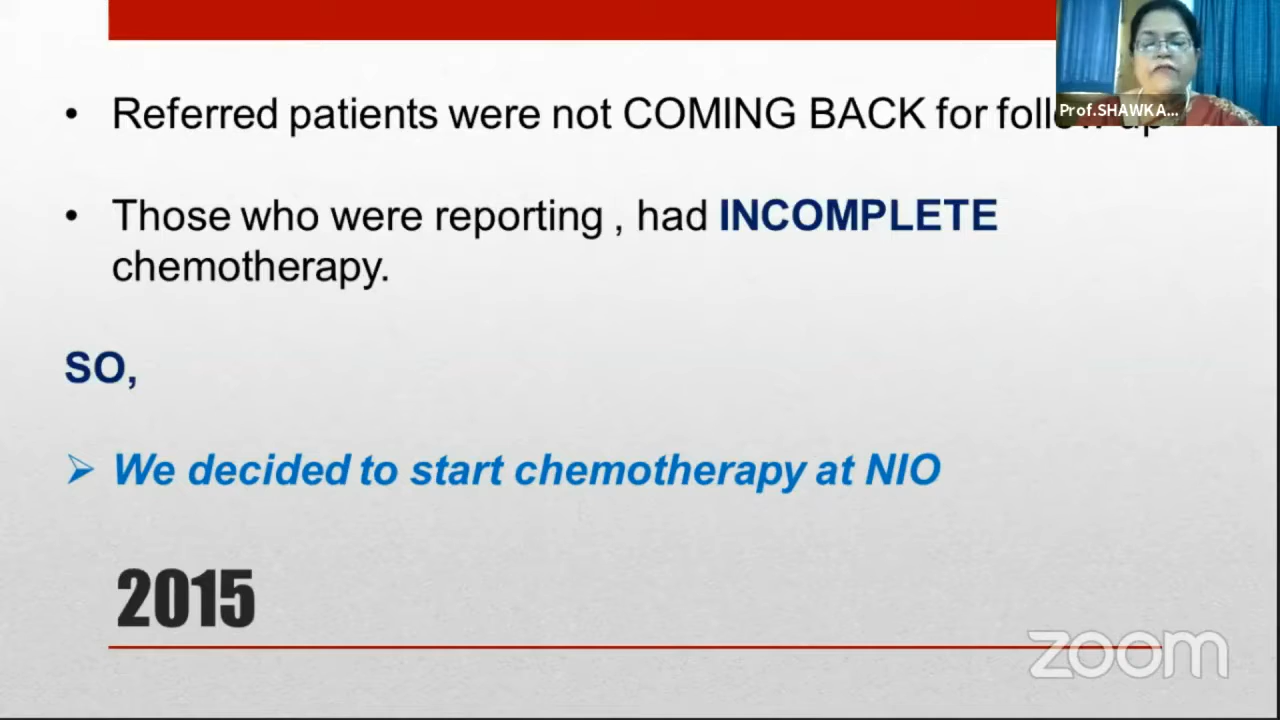 • Referred patients were not COMING BACK for follow up
Prof.SHAWKA...
• Those who were reporting , had INCOMPLETE
chemotherapy.
SO,
➢ We decided to start chemotherapy at NIO
2015
zoom